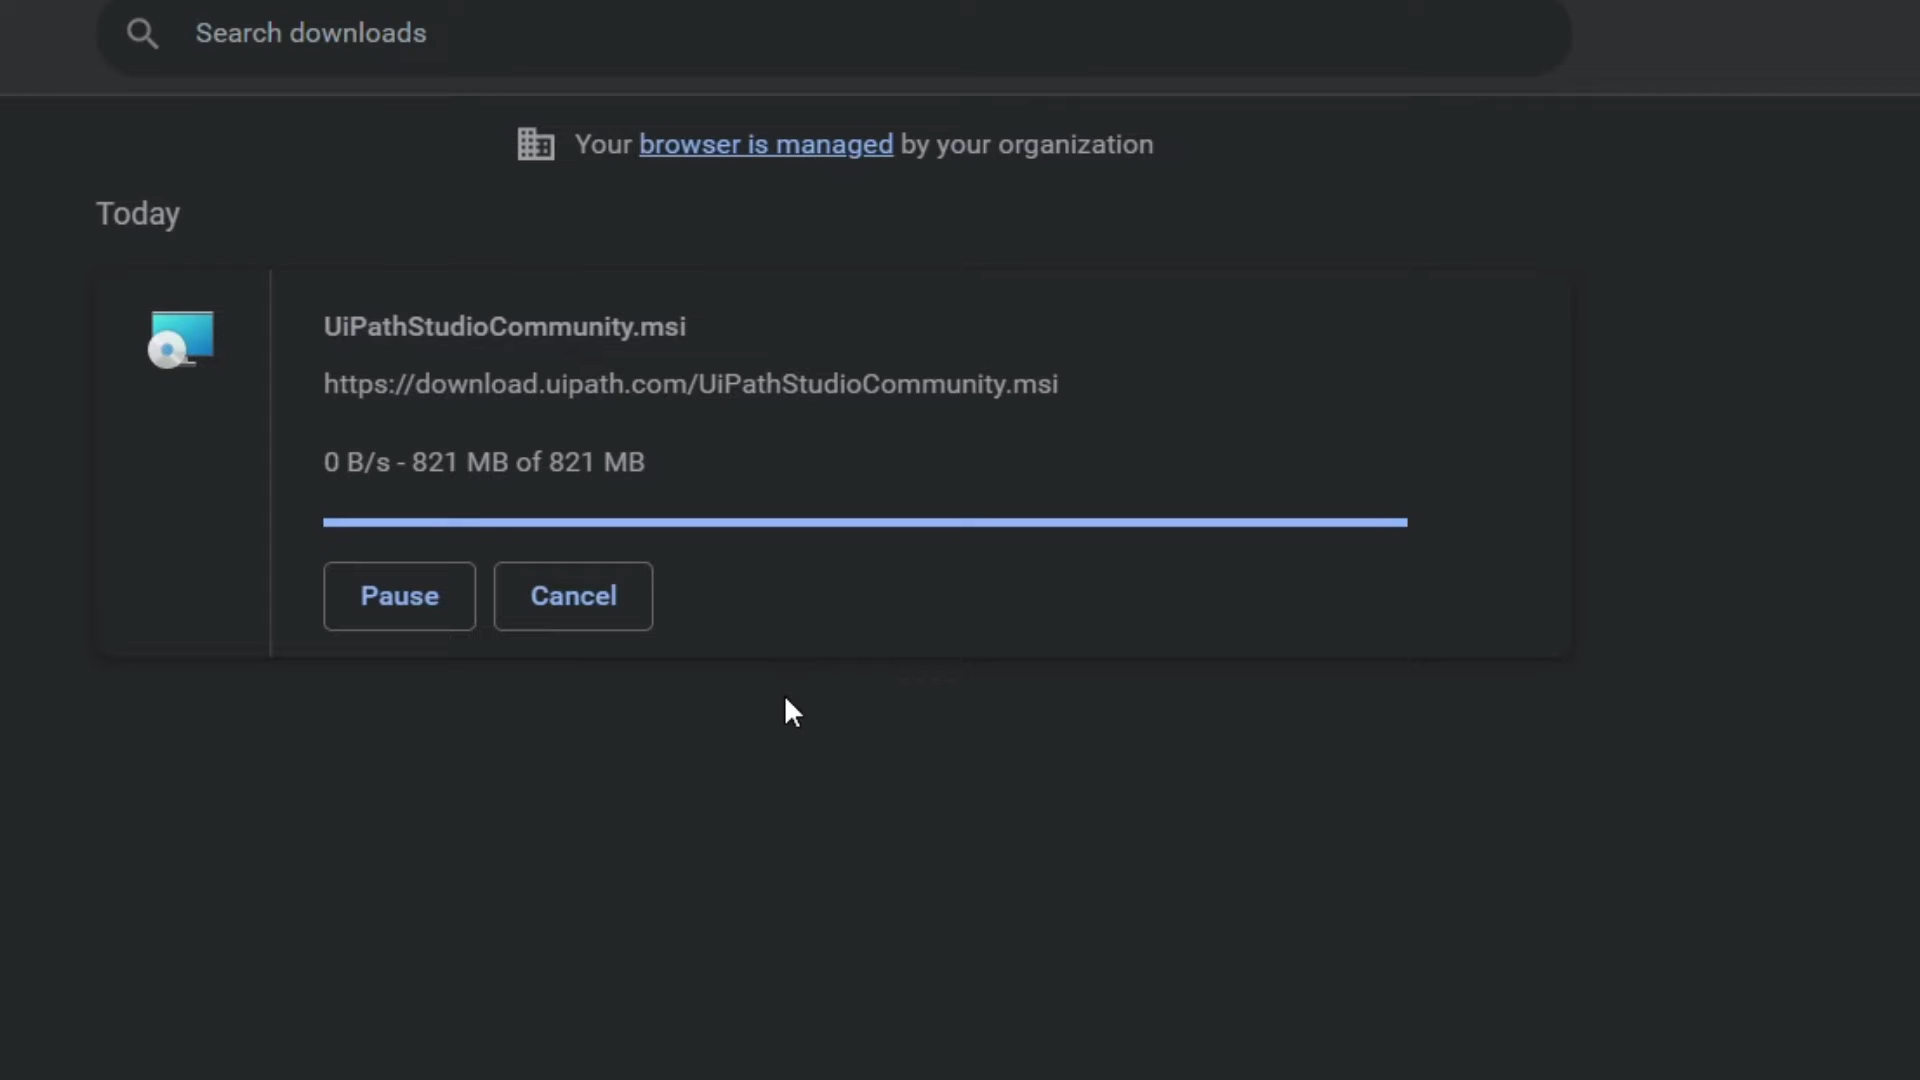 Search downloads
Your browser is managed by your organization
Today
UiPathStudioCommunity.msi
https://download.uipath.com/UiPathStudioCommunity.msi
0 B/s - 821 MB of 821 MB
Pause
Cancel